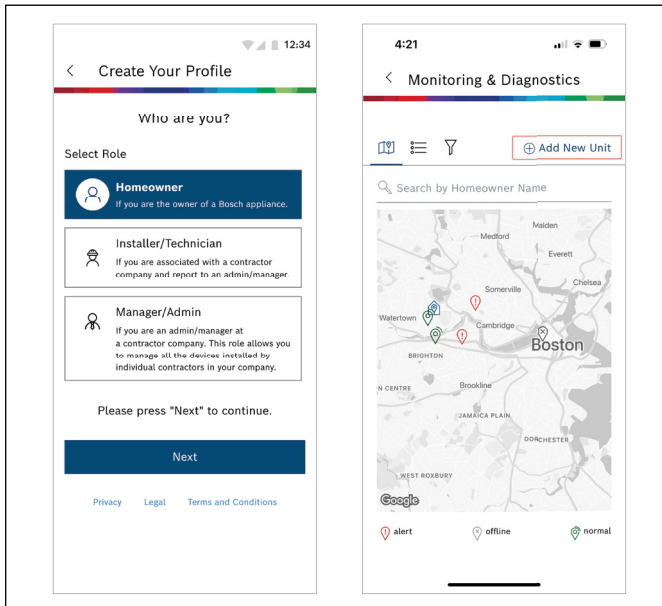 12:34
Create Your Profile
Who are you?
Select Role
Homeowner
If you are the owner of a Bosch appliance.
Installer/Technician
If you are associated with a contractor
company and report to an admin/manager.
Manager/Admin
If you are an admin/manager at
a contractor company. This role allows you
to manage all the devices installed by
individual contractors in your company.
Please press "Next" to continue.
Next
Privacy Legal Terms and Conditions
4:21
Monitoring & Diagnostics
Add New Unit
Search by Homeowner Name
Malden
Medford
Everett
Chelsea
Somerville
Watertown
Cambridge
Boston
BRIGHTON
N CENTRE
Brookline
JAMAICA PLAIN
DORCHESTER
WEST ROXBURY
Google
alert offline normal